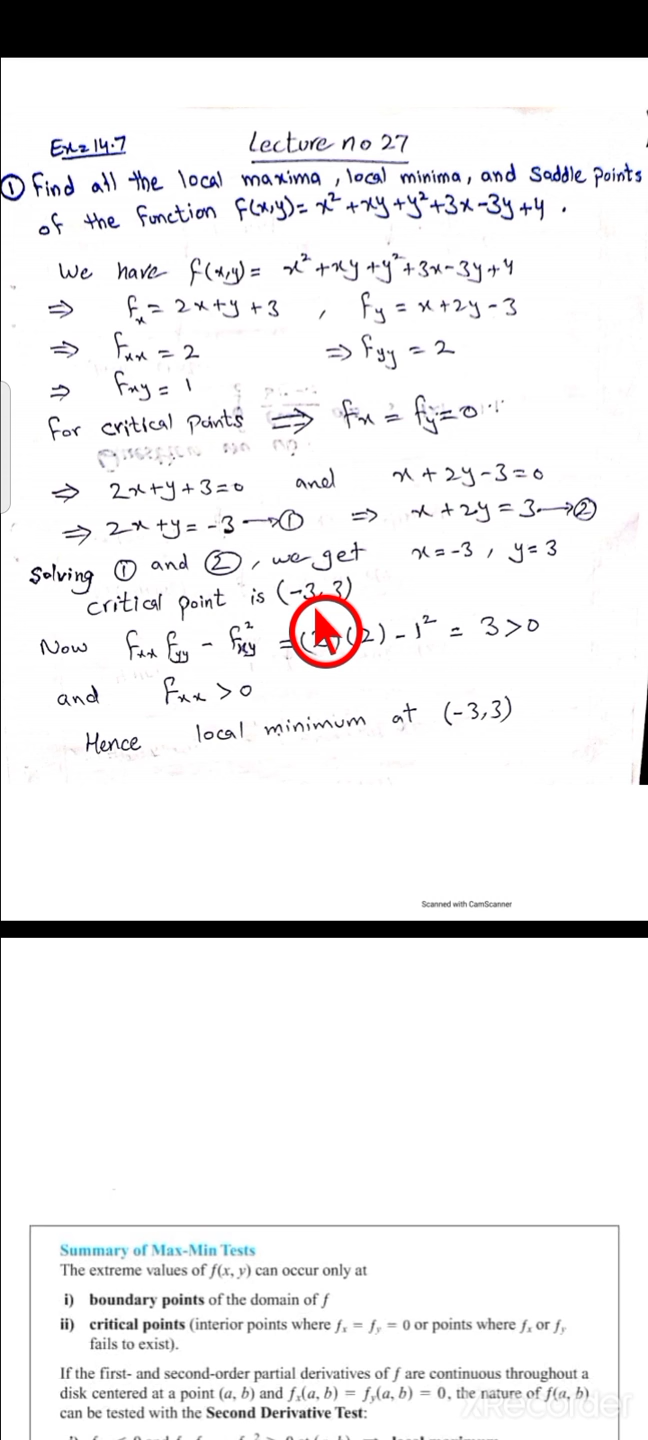 Ex=14.7 Lecture no 27
① Find all the local maxima, local minima, and saddle points
of the function f(x,y)= x²+xy+y²+3x-3y+4 .
We have f(x,y)= x²+xy+y²+3x-3y+4
⇒ fx = 2x+y+3 , fy = x+2y-3
⇒ fxx = 2 ⇒ fyy = 2
⇒ fxy = 1
for critical points ⇒ fx = fy=0
⇒ 2x+y+3=0 and x+2y-3=0
⇒ 2x+y=-3→① ⇒ x+2y=3→②
Solving ① and ②, we get x=-3, y=3
critical point is (-3,3)
Now fxx fyy - fxy² = (2)(2)-1² = 3>0
and fxx>0
Hence local minimum at (-3,3)
Scanned with CamScanner
Summary of Max-Min Tests
The extreme values of f(x, y) can occur only at
i) boundary points of the domain of f
ii) critical points (interior points where fx = fy = 0 or points where fx or fy
fails to exist).
If the first- and second-order partial derivatives of f are continuous throughout a
disk centered at a point (a, b) and fx(a, b) = fy(a, b) = 0, the nature of f(a, b)
can be tested with the Second Derivative Test:
XRecorder